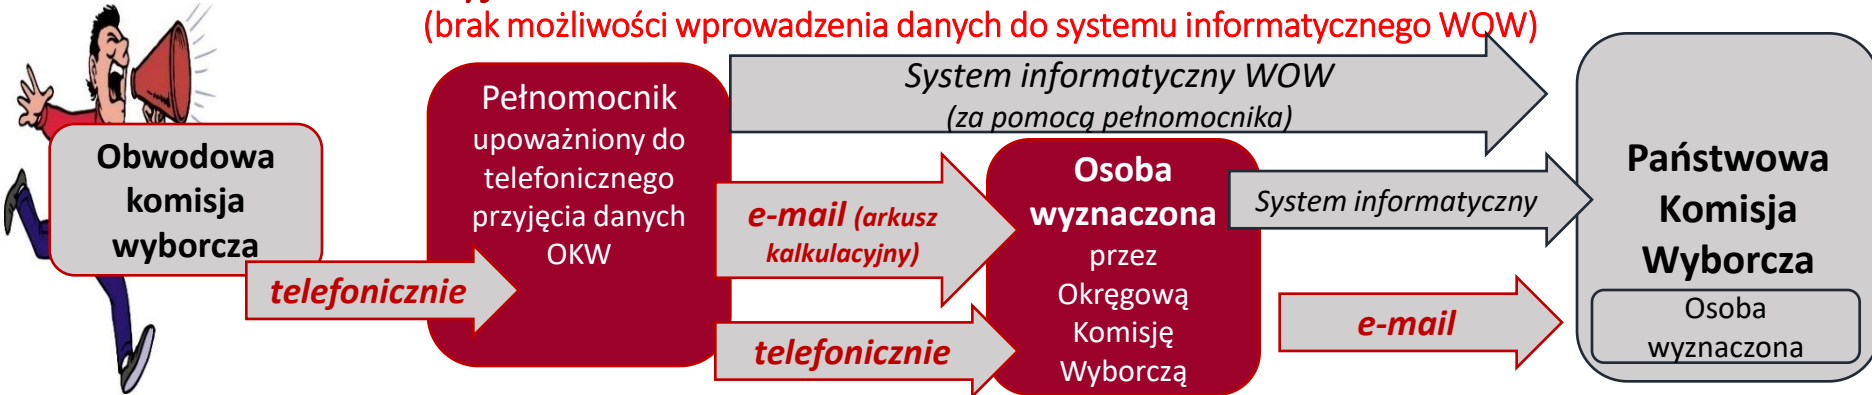 (brak możliwości wprowadzenia danych do systemu informatycznego WOW)
Obwodowa
komisja
wyborcza
telefonicznie
Pełnomocnik
upoważniony do
telefonicznego
przyjęcia danych
OKW
System informatyczny WOW
(za pomocą pełnomocnika)
e-mail (arkusz
kalkulacyjny)
telefonicznie
Osoba
wyznaczona
przez
Okręgową
Komisję
Wyborczą
System informatyczny
e-mail
Państwowa
Komisja
Wyborcza
Osoba
wyznaczona